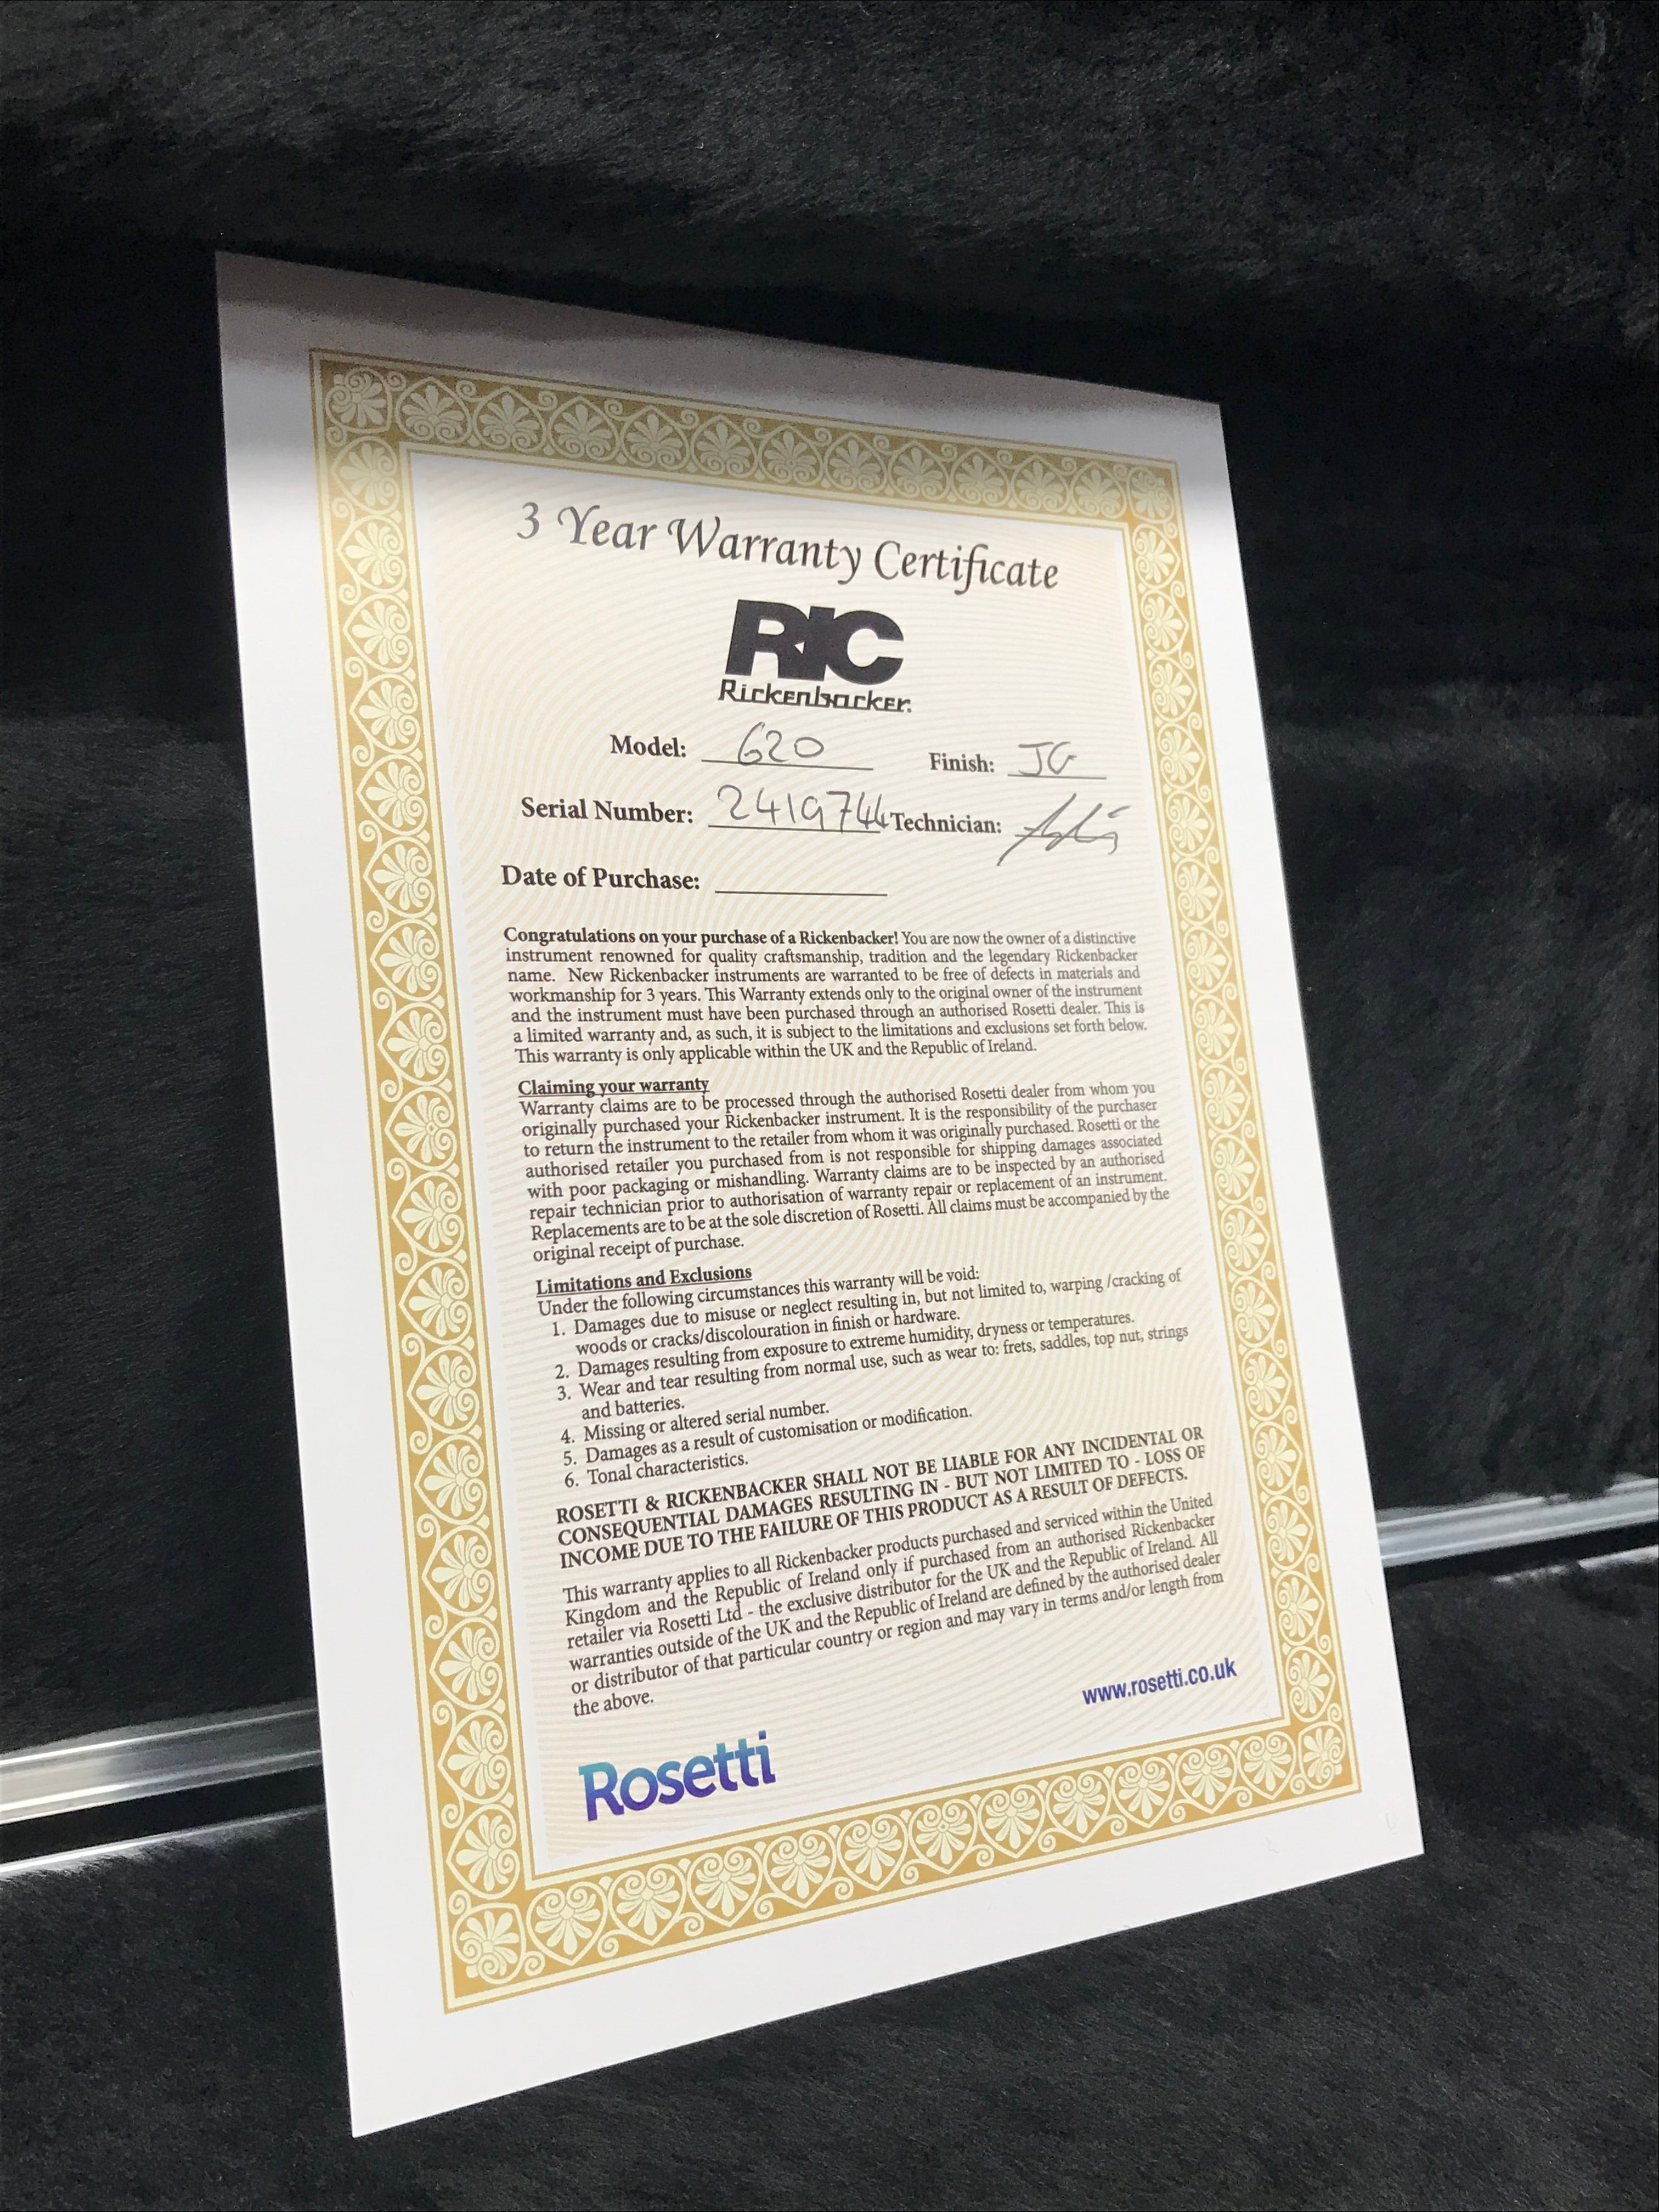 3 Year Warranty Certificate
RIC
Rickenbacker
Model: 620 Finish: JG
Serial Number: 2419744 Technician:
Date of Purchase:
Congratulations on your purchase of a Rickenbacker! You are now the owner of a distinctive
instrument renowned for quality craftsmanship, tradition and the legendary Rickenbacker
name. New Rickenbacker instruments are warranted to be free of defects in materials and
workmanship for 3 years. This Warranty extends only to the original owner of the instrument
and the instrument must have been purchased through an authorised Rosetti dealer. This is
a limited warranty and, as such, it is subject to the limitations and exclusions set forth below.
This warranty is only applicable within the UK and the Republic of Ireland.
Claiming your warranty
Warranty claims are to be processed through the authorised Rosetti dealer from whom you
originally purchased your Rickenbacker instrument. It is the responsibility of the purchaser
to return the instrument to the retailer from whom it was originally purchased. Rosetti or the
authorised retailer you purchased from is not responsible for shipping damages associated
with poor packaging or mishandling. Warranty claims are to be inspected by an authorised
repair technician prior to authorisation of warranty repair or replacement of an instrument.
Replacements are to be at the sole discretion of Rosetti. All claims must be accompanied by the
original receipt of purchase.
Limitations and Exclusions
Under the following circumstances this warranty will be void:
1. Damages due to misuse or neglect resulting in, but not limited to, warping /cracking of
woods or cracks/discolouration in finish or hardware.
2. Damages resulting from exposure to extreme humidity, dryness or temperatures.
3. Wear and tear resulting from normal use, such as wear to: frets, saddles, top nut, strings
and batteries.
4. Missing or altered serial number.
5. Damages as a result of customisation or modification.
6. Tonal characteristics.
ROSETTI & RICKENBACKER SHALL NOT BE LIABLE FOR ANY INCIDENTAL OR
CONSEQUENTIAL DAMAGES RESULTING IN - BUT NOT LIMITED TO - LOSS OF
INCOME DUE TO THE FAILURE OF THIS PRODUCT AS A RESULT OF DEFECTS.
This warranty applies to all Rickenbacker products purchased and serviced within the United
Kingdom and the Republic of Ireland only if purchased from an authorised Rickenbacker
retailer via Rosetti Ltd - the exclusive distributor for the UK and the Republic of Ireland. All
warranties outside of the UK and the Republic of Ireland are defined by the authorised dealer
or distributor of that particular country or region and may vary in terms and/or length from
the above.
www.rosetti.co.uk
Rosetti